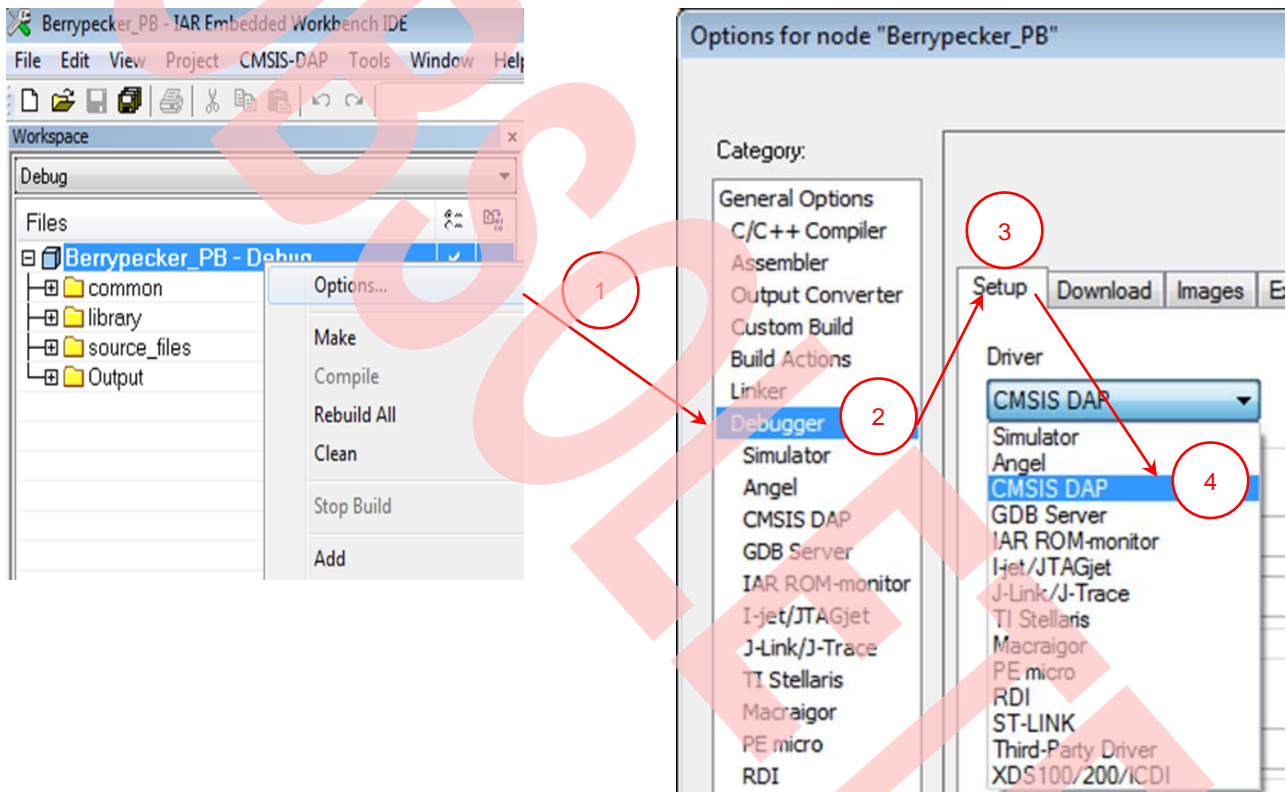 Berrypecker_PB - IAR Embedded Workbench IDE
File Edit View Project CMSIS-DAP Tools Window Help
Workspace
Debug
Files
Berrypecker_PB - Debug
common
library
source_files
Output
Options...
Make
Compile
Rebuild All
Clean
Stop Build
Add
1
Options for node "Berrypecker_PB"
Category:
General Options
C/C++ Compiler
Assembler
Output Converter
Custom Build
Build Actions
Linker
Debugger
Simulator
Angel
CMSIS DAP
GDB Server
IAR ROM-monitor
I-jet/JTAGjet
J-Link/J-Trace
TI Stellaris
Macraigor
PE micro
RDI
2
3
Setup Download Images
Driver
CMSIS DAP
Simulator
Angel
CMSIS DAP
GDB Server
IAR ROM-monitor
I-jet/JTAGjet
J-Link/J-Trace
TI Stellaris
Macraigor
PE micro
RDI
ST-LINK
Third-Party Driver
XDS100/200/ICDI
4